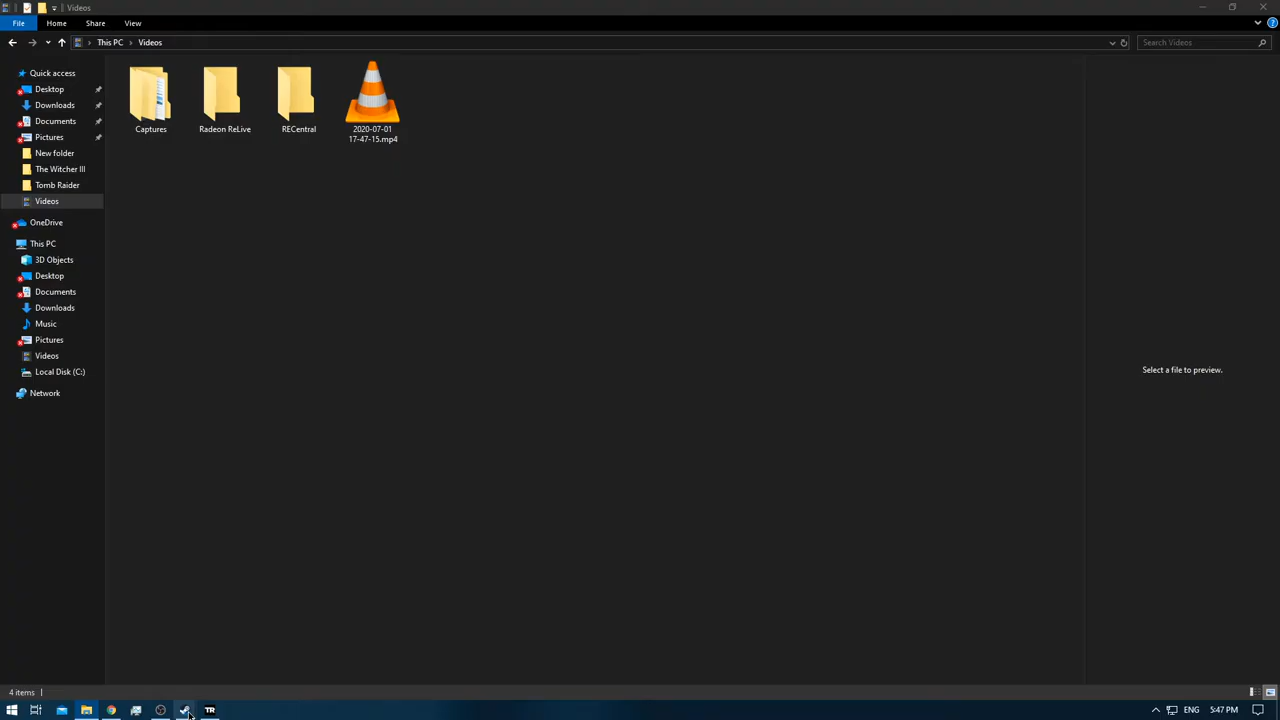 Videos
File Home Share View
This PC Videos Search Videos
Quick access
Desktop
Downloads
Documents
Pictures
New folder
The Witcher III
Tomb Raider
Videos
OneDrive
This PC
3D Objects
Desktop
Documents
Downloads
Music
Pictures
Videos
Local Disk (C:)
Network
Captures
Radeon ReLive
RECentral
2020-07-01
17-47-15.mp4
Select a file to preview.
4 items
TR
ENG 5:47 PM